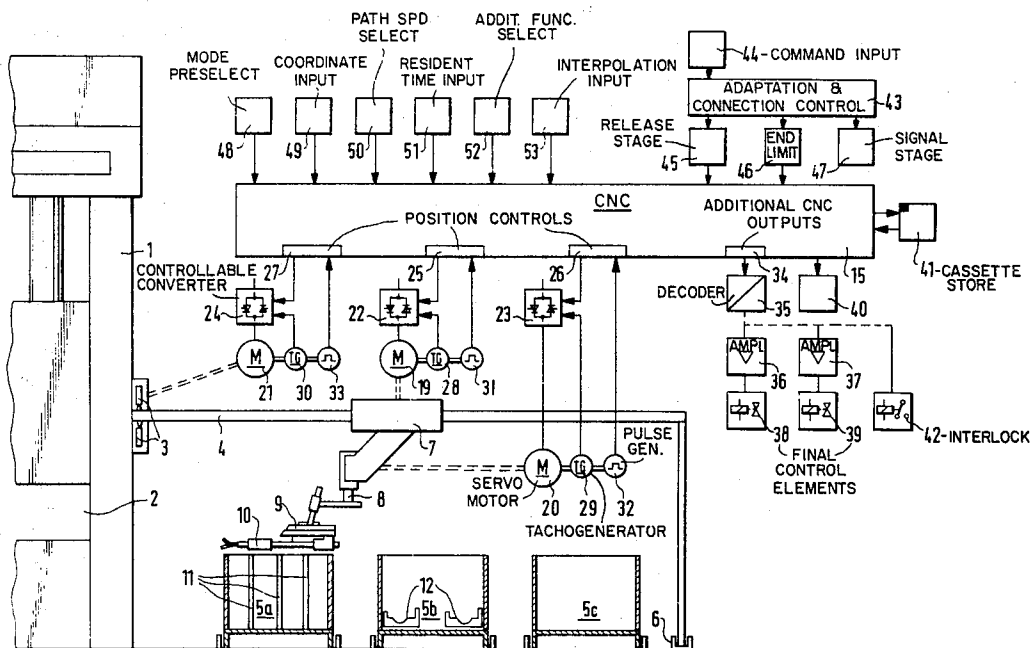 PATH SPD
SELECT
ADDIT. FUNC.
SELECT
MODE
PRESELECT
COORDINATE
INPUT
RESIDENT
TIME INPUT
INTERPOLATION
INPUT
44-COMMAND INPUT
ADAPTATION &
CONNECTION CONTROL
43
RELEASE
STAGE
END
LIMIT
SIGNAL
STAGE
48
49
50
51
52
53
45
46
47
CNC
POSITION CONTROLS
ADDITIONAL CNC
OUTPUTS
1
27
25
26
34
15
41-CASSETTE
STORE
CONTROLLABLE
CONVERTER
24
22
23
DECODER
35
40
M
TG
M
TG
AMPL
AMPL
21
30
33
19
28
31
36
37
3
4
7
38
39
42-INTERLOCK
FINAL
CONTROL
ELEMENTS
PULSE
GEN.
SERVO
MOTOR
M
TG
20
29
32
TACHOGENERATOR
2
8
9
10
11
5a
12
5b
5c
6